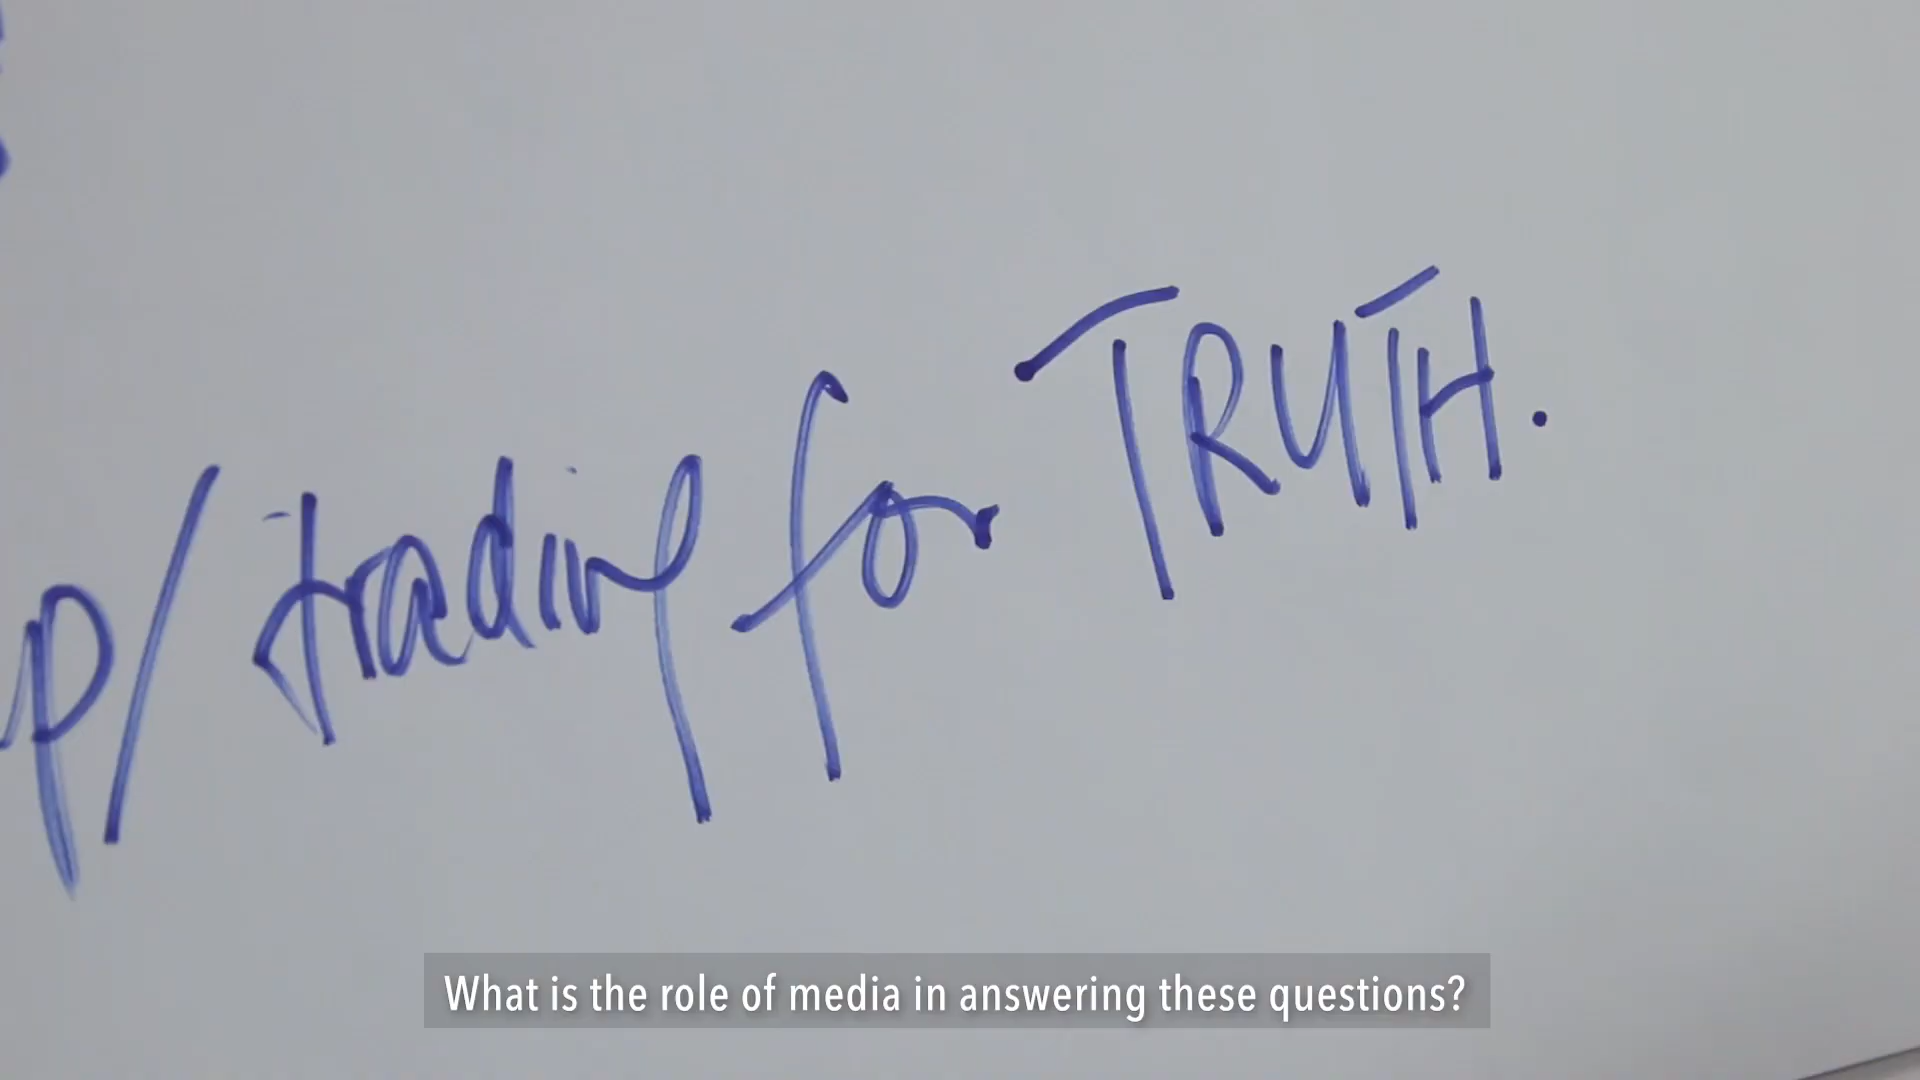 p/ trading for TRUTH.
What is the role of media in answering these questions?